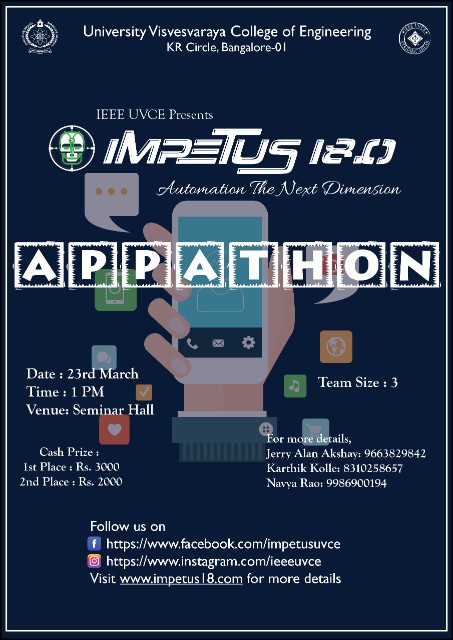 University Visvesvaraya College of Engineering
KR Circle, Bangalore-01
IEEE UVCE Presents
IMPETUS 18.0
Automation The Next Dimension
APPATHON
Date : 23rd March
Time : 1 PM
Venue: Seminar Hall
Team Size : 3
Cash Prize :
1st Place : Rs. 3000
2nd Place : Rs. 2000
For more details,
Jerry Alan Akshay: 9663829842
Karthik Kolle: 8310258657
Navya Rao: 9986900194
Follow us on
https://www.facebook.com/impetusuvce
https://www.instagram.com/ieeeuvce
Visit www.impetus18.com for more details